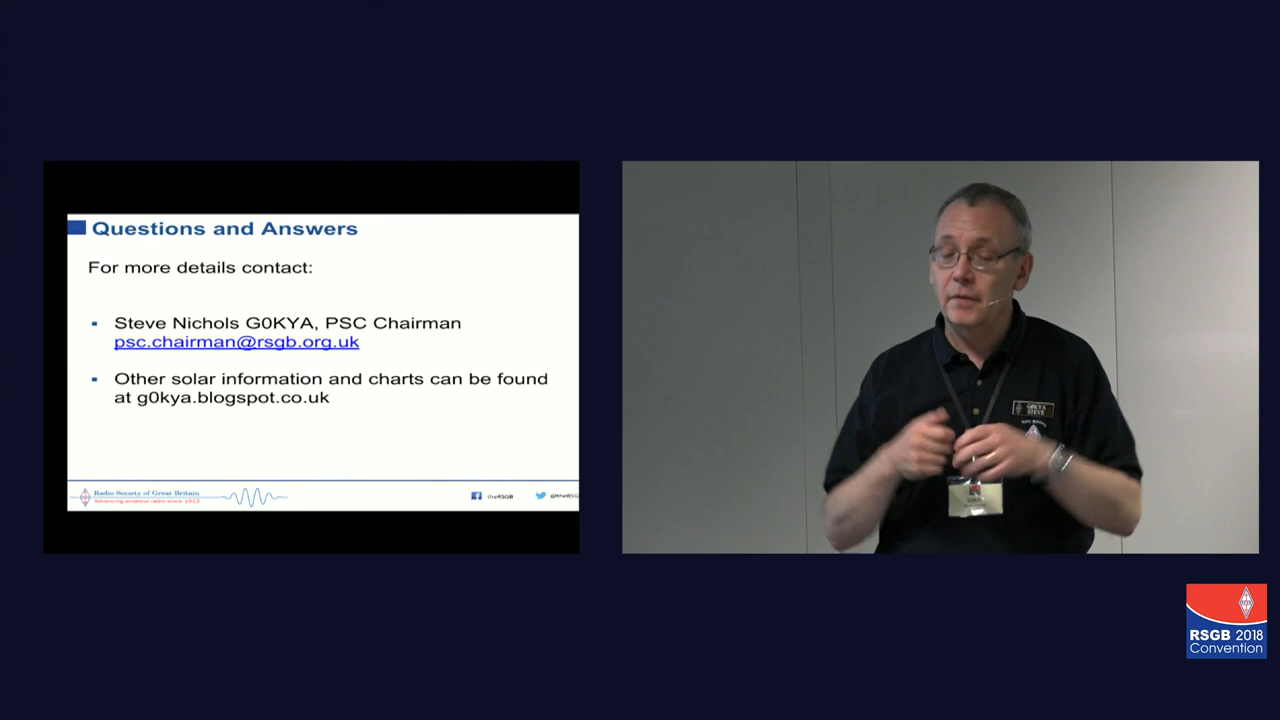 Questions and Answers
For more details contact:
Steve Nichols G0KYA, PSC Chairman
psc.chairman@rsgb.org.uk
Other solar information and charts can be found
at g0kya.blogspot.co.uk
Radio Society of Great Britain
Advancing amateur radio since 1913
theRSGB
@theRSG
G0KYA
STEVE
RSGB 2018
Convention